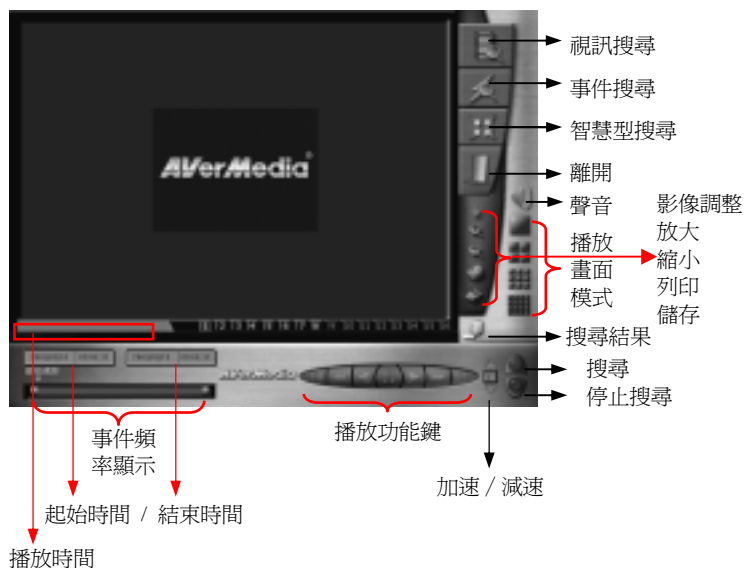 視訊搜尋
事件搜尋
AVerMedia
智慧型搜尋
離開
聲音
影像調整
放大
縮小
列印
儲存
播放
畫面
模式
搜尋結果
AVerMedia
搜尋
停止搜尋
事件頻
率顯示
播放功能鍵
加速 / 減速
起始時間 / 結束時間
播放時間